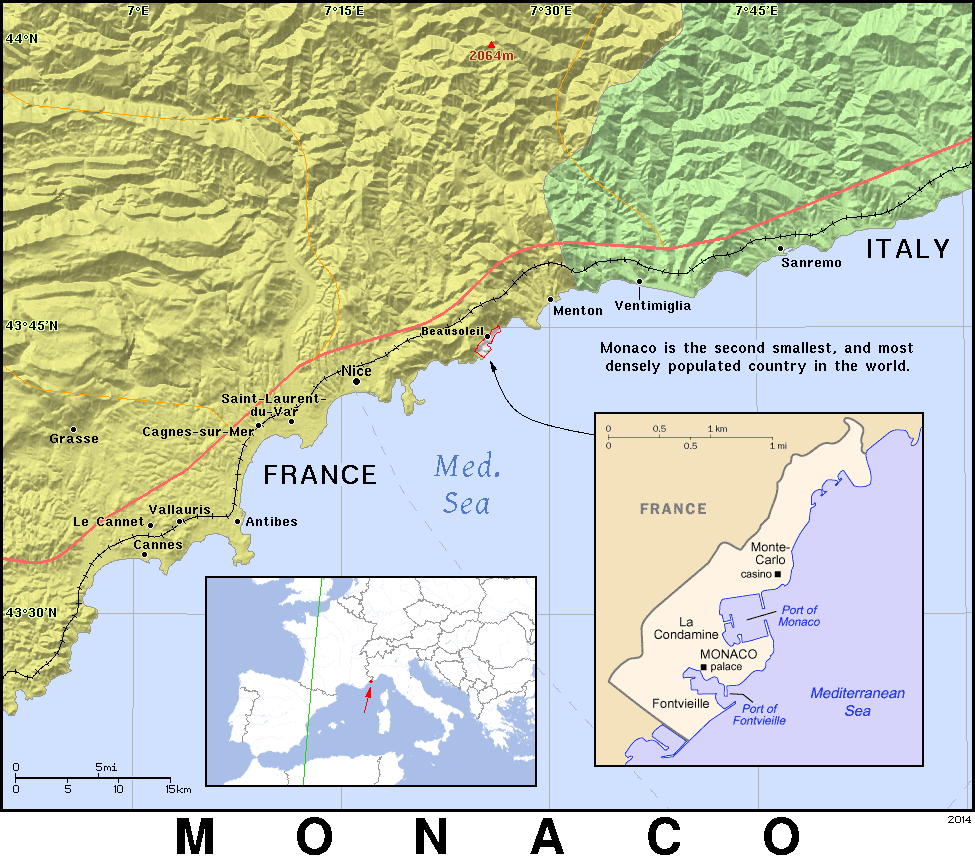 7°E
7°15'E
7°30'E
7°45'E
44°N
2064m
ITALY
Sanremo
Ventimiglia
Menton
43°45'N
Beausoleil
Monaco is the second smallest, and most
densely populated country in the world.
Nice
Saint-Laurent-
du-Var
Cagnes-sur-Mer
Grasse
FRANCE
Med.
Sea
Vallauris
Le Cannet
Antibes
Cannes
43°30'N
0
5mi
0
5
10
15km
0
0.5
1 km
0
0.5
1 mi
FRANCE
Monte-
Carlo
casino
Port of
Monaco
La
Condamine
MONACO
palace
Fontvieille
Port of
Fontvieille
Mediterranean
Sea
2014
MONACO